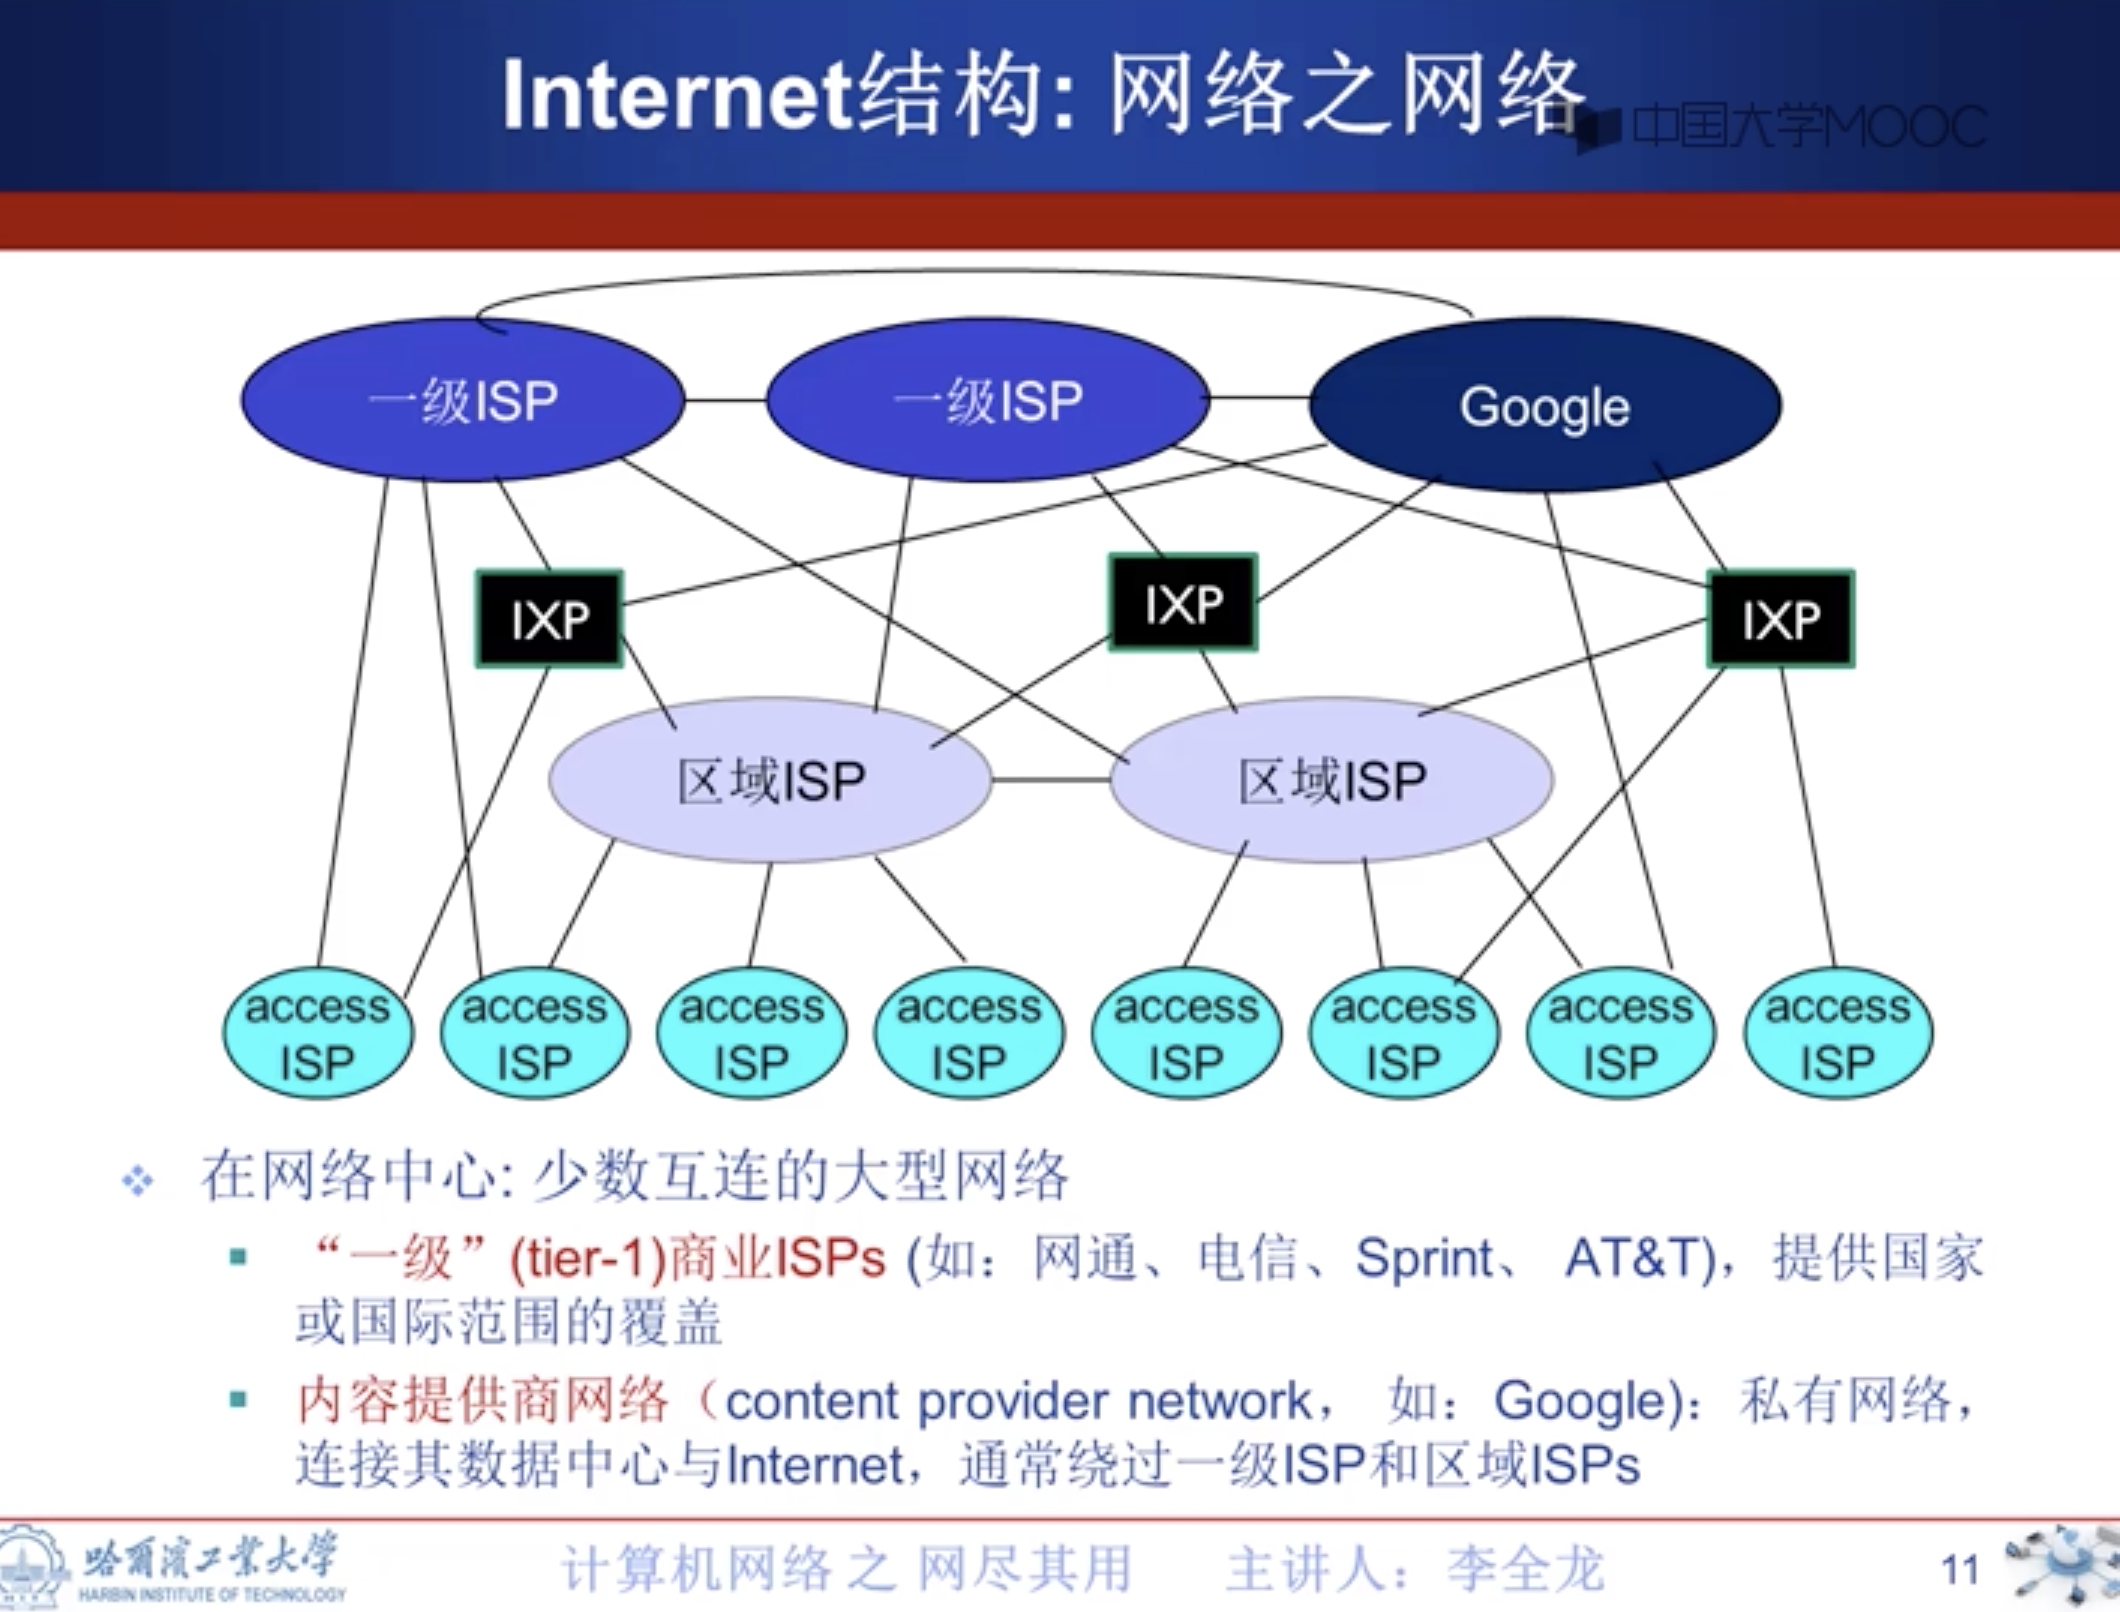 Internet结构: 网络之网络
中国大学MOOC
一级ISP
一级ISP
Google
IXP
IXP
IXP
区域ISP
区域ISP
access
ISP
access
ISP
access
ISP
access
ISP
access
ISP
access
ISP
access
ISP
access
ISP
在网络中心: 少数互连的大型网络
“一级”(tier-1)商业ISPs (如：网通、电信、Sprint、 AT&T)，提供国家
或国际范围的覆盖
内容提供商网络（content provider network， 如：Google)：私有网络，
连接其数据中心与Internet，通常绕过一级ISP和区域ISPs
哈尔滨工业大学
HARBIN INSTITUTE OF TECHNOLOGY
计算机网络 之 网尽其用 主讲人：李全龙
11